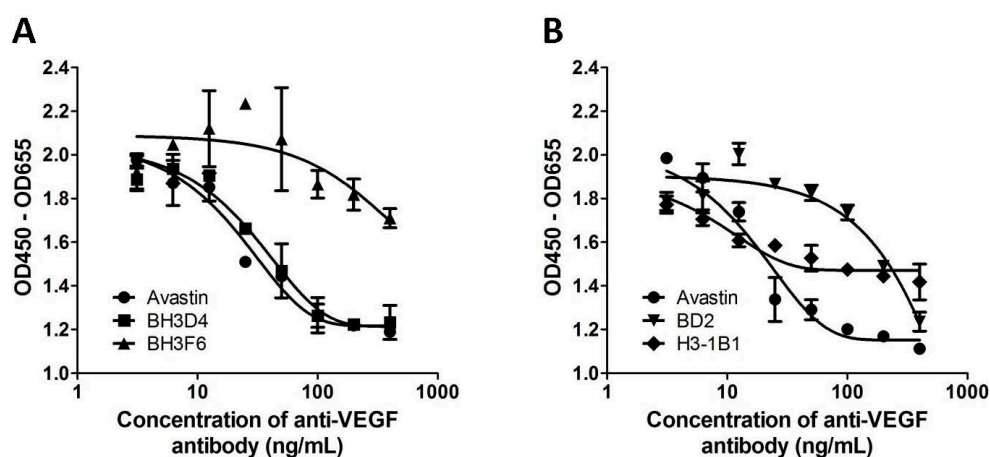 A
2.4
2.2
2.0
1.8
1.6
1.4
1.2
1.0
OD450 - OD655
Avastin
BH3D4
BH3F6
1
10
100
1000
Concentration of anti-VEGF
antibody (ng/mL)
B
2.4
2.2
2.0
1.8
1.6
1.4
1.2
1.0
OD450 - OD655
Avastin
BD2
H3-1B1
1
10
100
1000
Concentration of anti-VEGF
antibody (ng/mL)